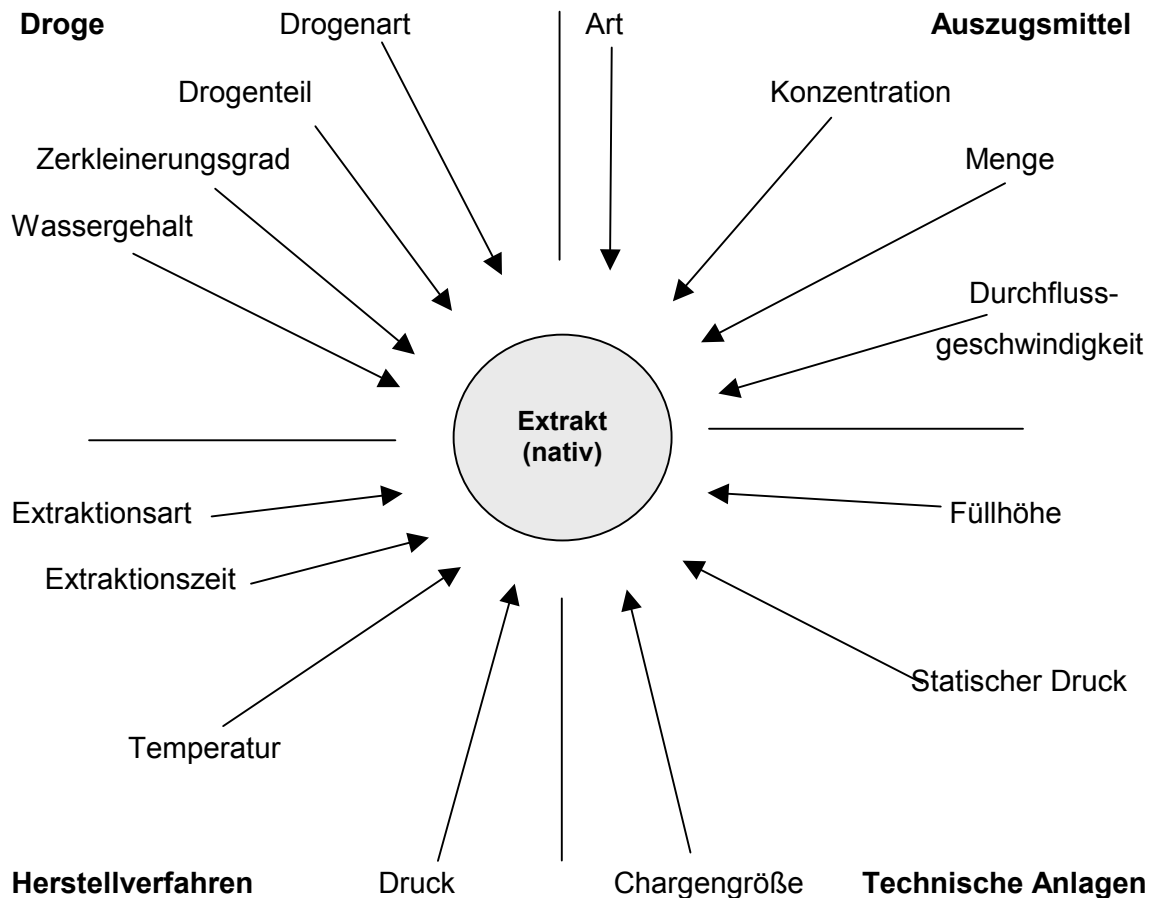 Droge
Drogenart
Art
Auszugsmittel
Drogenteil
Konzentration
Zerkleinerungsgrad
Menge
Wassergehalt
Durchfluss-
geschwindigkeit
Extrakt
(nativ)
Extraktionsart
Füllhöhe
Extraktionszeit
Statischer Druck
Temperatur
Herstellverfahren
Druck
Chargengröße
Technische Anlagen